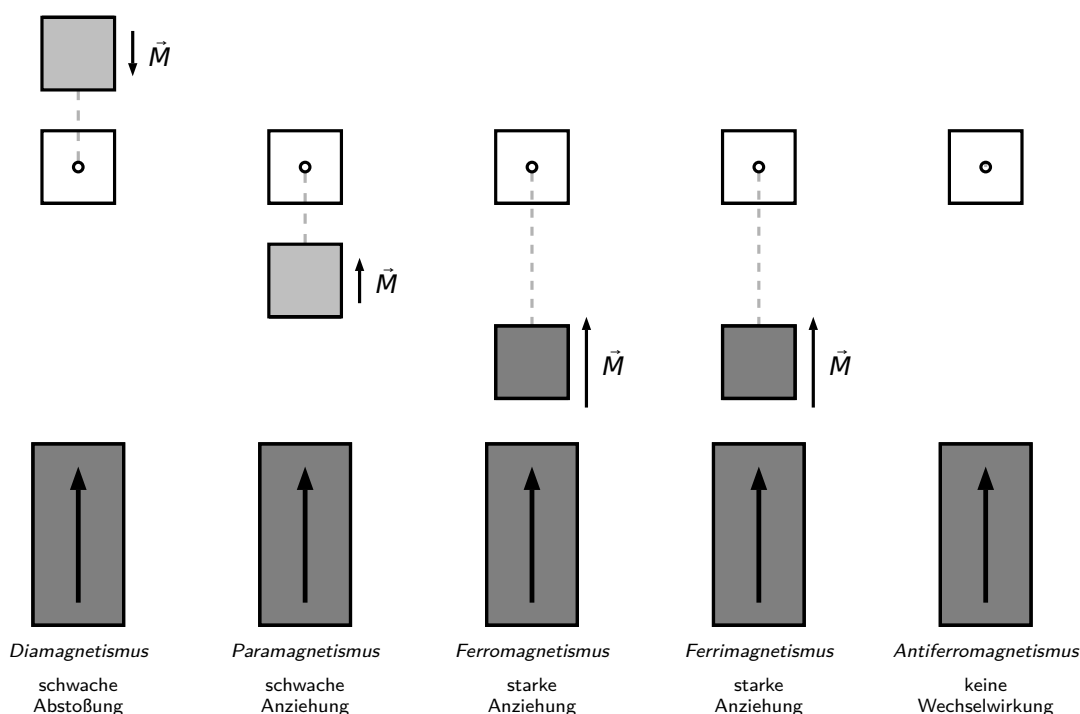 M⃗
M⃗
M⃗
M⃗
Diamagnetismus
schwache
Abstoßung
Paramagnetismus
schwache
Anziehung
Ferromagnetismus
starke
Anziehung
Ferrimagnetismus
starke
Anziehung
Antiferromagnetismus
keine
Wechselwirkung